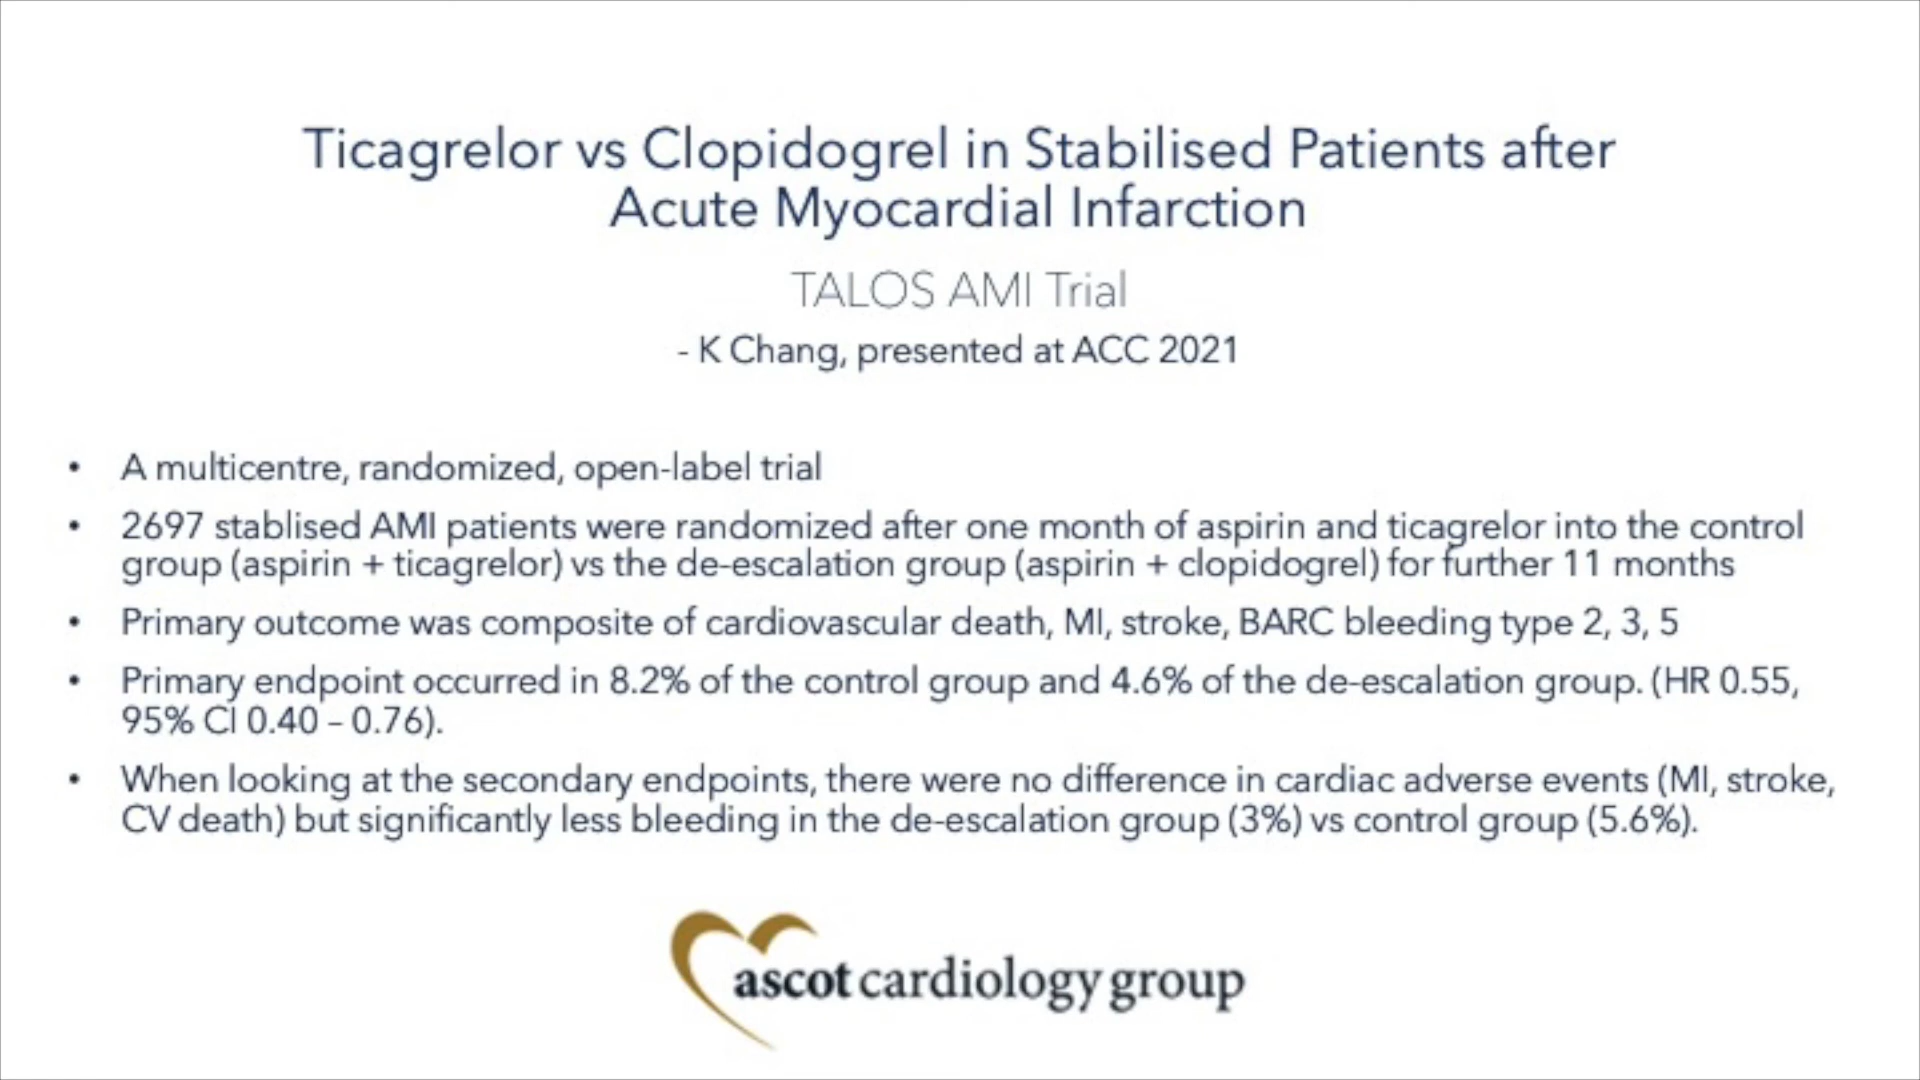 Ticagrelor vs Clopidogrel in Stabilised Patients after
Acute Myocardial Infarction
TALOS AMI Trial
- K Chang, presented at ACC 2021
• A multicentre, randomized, open-label trial
• 2697 stablised AMI patients were randomized after one month of aspirin and ticagrelor into the control
group (aspirin + ticagrelor) vs the de-escalation group (aspirin + clopidogrel) for further 11 months
• Primary outcome was composite of cardiovascular death, MI, stroke, BARC bleeding type 2, 3, 5
• Primary endpoint occurred in 8.2% of the control group and 4.6% of the de-escalation group. (HR 0.55,
95% CI 0.40 – 0.76).
• When looking at the secondary endpoints, there were no difference in cardiac adverse events (MI, stroke,
CV death) but significantly less bleeding in the de-escalation group (3%) vs control group (5.6%).
ascot cardiology group